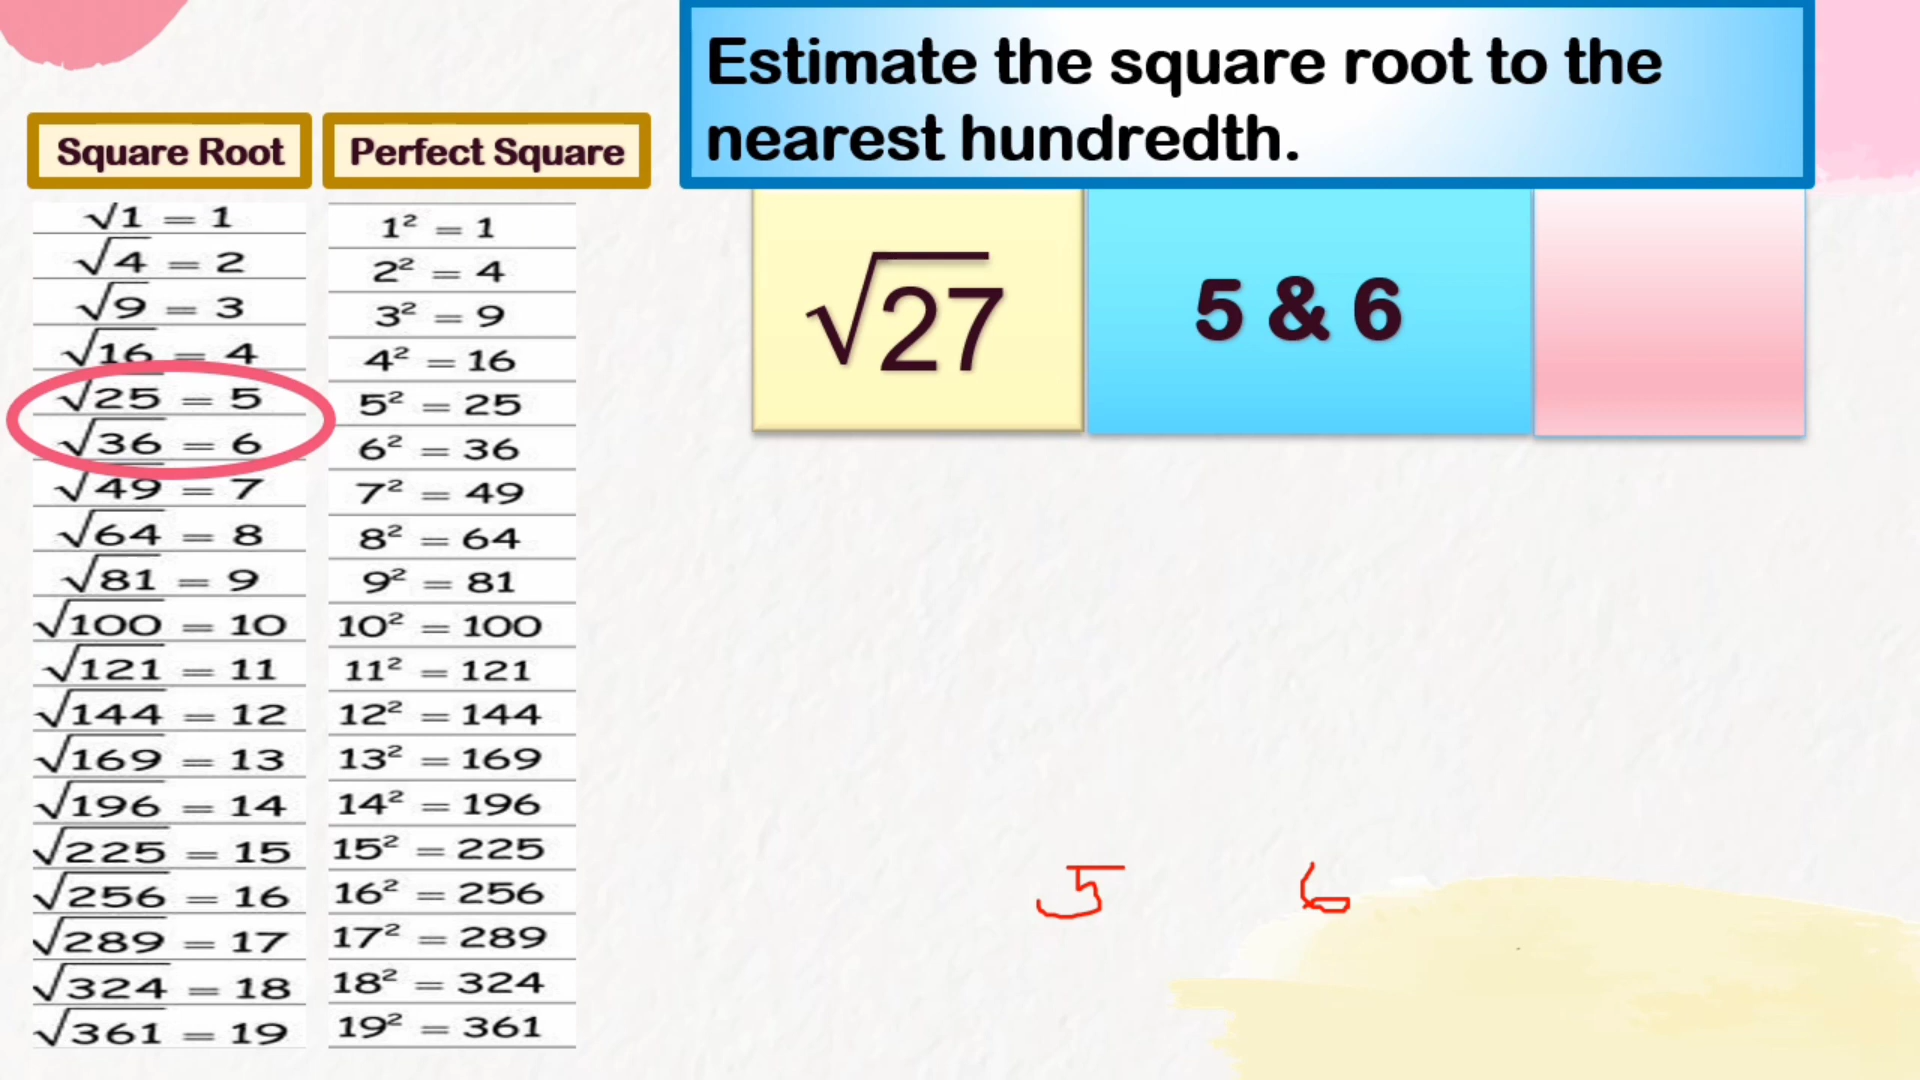 Estimate the square root to the
nearest hundredth.
Square Root
Perfect Square
√1 = 1
√4 = 2
√9 = 3
√16 = 4
√25 = 5
√36 = 6
√49 = 7
√64 = 8
√81 = 9
√100 = 10
√121 = 11
√144 = 12
√169 = 13
√196 = 14
√225 = 15
√256 = 16
√289 = 17
√324 = 18
√361 = 19
1² = 1
2² = 4
3² = 9
4² = 16
5² = 25
6² = 36
7² = 49
8² = 64
9² = 81
10² = 100
11² = 121
12² = 144
13² = 169
14² = 196
15² = 225
16² = 256
17² = 289
18² = 324
19² = 361
√27
5 & 6
5 6